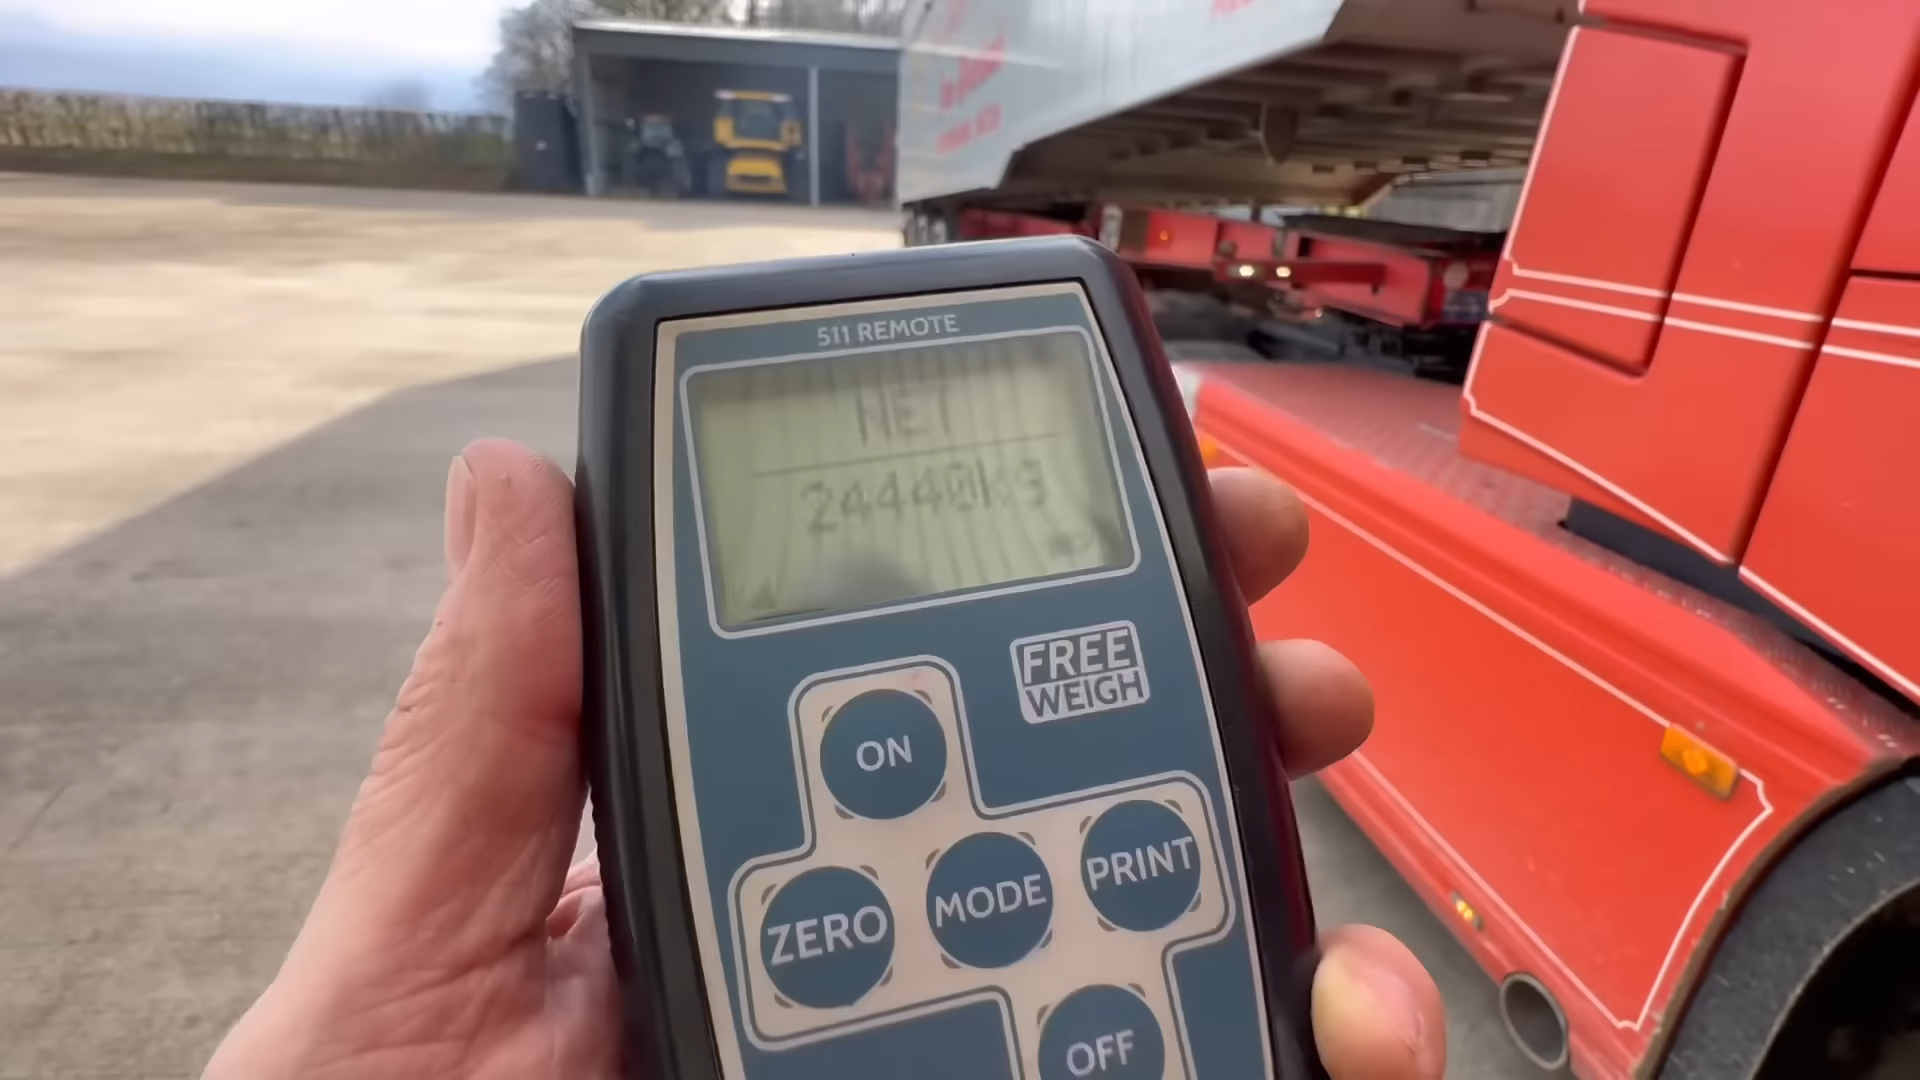 511 REMOTE
NET
24440kg
FREE
WEIGH
ON
PRINT
MODE
ZERO
OFF